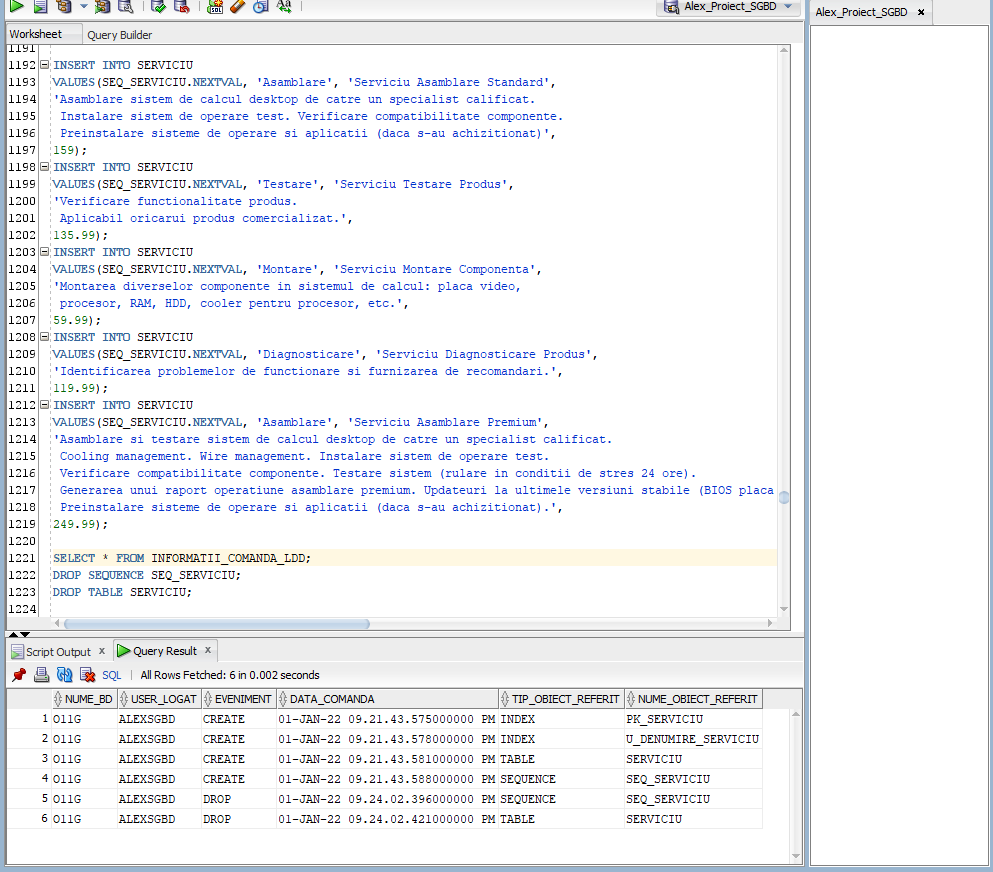 Alex_Proiect_SGBD
Alex_Proiect_SGBD
Worksheet Query Builder
1191
1192 INSERT INTO SERVICIU
1193 VALUES(SEQ_SERVICIU.NEXTVAL, 'Asamblare', 'Serviciu Asamblare Standard',
1194 'Asamblare sistem de calcul desktop de catre un specialist calificat.
1195 Instalare sistem de operare test. Verificare compatibilitate componente.
1196 Preinstalare sisteme de operare si aplicatii (daca s-au achizitionat)',
1197 159);
1198 INSERT INTO SERVICIU
1199 VALUES(SEQ_SERVICIU.NEXTVAL, 'Testare', 'Serviciu Testare Produs',
1200 'Verificare functionalitate produs.
1201 Aplicabil oricarui produs comercializat.',
1202 135.99);
1203 INSERT INTO SERVICIU
1204 VALUES(SEQ_SERVICIU.NEXTVAL, 'Montare', 'Serviciu Montare Componenta',
1205 'Montarea diverselor componente in sistemul de calcul: placa video,
1206 procesor, RAM, HDD, cooler pentru procesor, etc.',
1207 59.99);
1208 INSERT INTO SERVICIU
1209 VALUES(SEQ_SERVICIU.NEXTVAL, 'Diagnosticare', 'Serviciu Diagnosticare Produs',
1210 'Identificarea problemelor de functionare si furnizarea de recomandari.',
1211 119.99);
1212 INSERT INTO SERVICIU
1213 VALUES(SEQ_SERVICIU.NEXTVAL, 'Asamblare', 'Serviciu Asamblare Premium',
1214 'Asamblare si testare sistem de calcul desktop de catre un specialist calificat.
1215 Cooling management. Wire management. Instalare sistem de operare test.
1216 Verificare compatibilitate componente. Testare sistem (rulare in conditii de stres 24 ore).
1217 Generarea unui raport operatiune asamblare premium. Updateuri la ultimele versiuni stabile (BIOS placa
1218 Preinstalare sisteme de operare si aplicatii (daca s-au achizitionat).',
1219 249.99);
1220
1221 SELECT * FROM INFORMATII_COMANDA_LDD;
1222 DROP SEQUENCE SEQ_SERVICIU;
1223 DROP TABLE SERVICIU;
1224
Script Output Query Result
SQL All Rows Fetched: 6 in 0.002 seconds
NUME_BD USER_LOGAT EVENIMENT DATA_COMANDA TIP_OBIECT_REFERIT NUME_OBIECT_REFERIT
1 O11G ALEXSGBD CREATE 01-JAN-22 09.21.43.575000000 PM INDEX PK_SERVICIU
2 O11G ALEXSGBD CREATE 01-JAN-22 09.21.43.578000000 PM INDEX U_DENUMIRE_SERVICIU
3 O11G ALEXSGBD CREATE 01-JAN-22 09.21.43.581000000 PM TABLE SERVICIU
4 O11G ALEXSGBD CREATE 01-JAN-22 09.21.43.588000000 PM SEQUENCE SEQ_SERVICIU
5 O11G ALEXSGBD DROP 01-JAN-22 09.24.02.396000000 PM SEQUENCE SEQ_SERVICIU
6 O11G ALEXSGBD DROP 01-JAN-22 09.24.02.421000000 PM TABLE SERVICIU